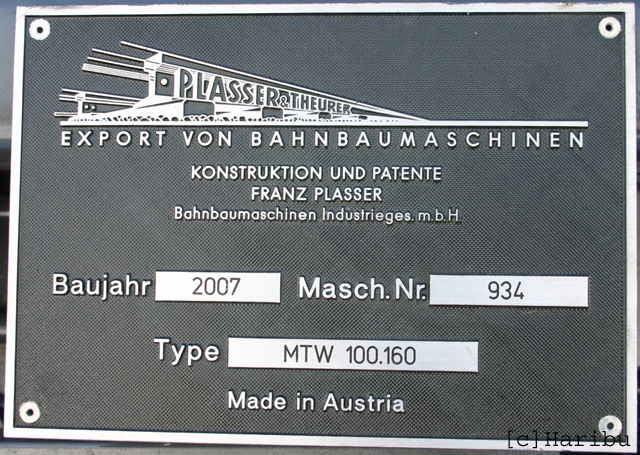 PLASSER & THEURER
EXPORT VON BAHNBAUMASCHINEN
KONSTRUKTION UND PATENTE
FRANZ PLASSER
Bahnbaumaschinen Industrieges. m.b.H.
Baujahr 2007 Masch.Nr. 934
Type MTW 100.160
Made in Austria
[c]Haribu